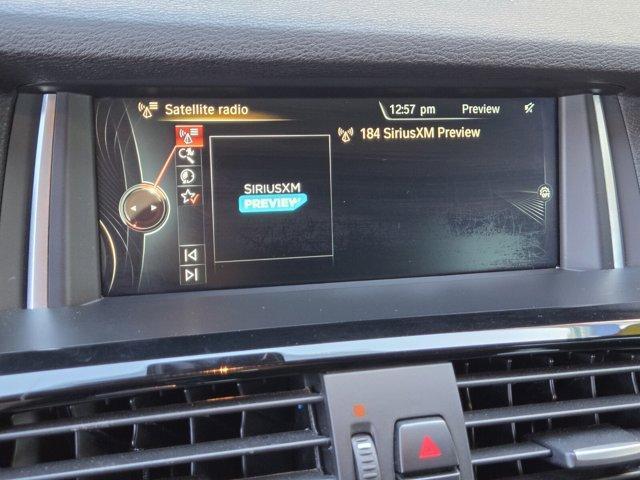 Satellite radio
12:57 pm Preview
184 SiriusXM Preview
SIRIUSXM
PREVIEW